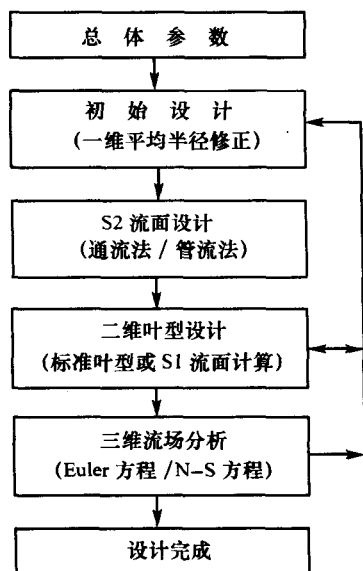 总体参数
初始设计
(一维平均半径修正)
S2 流面设计
(通流法 / 管流法)
二维叶型设计
(标准叶型或 S1 流面计算)
三维流场分析
(Euler 方程 /N-S 方程)
设计完成